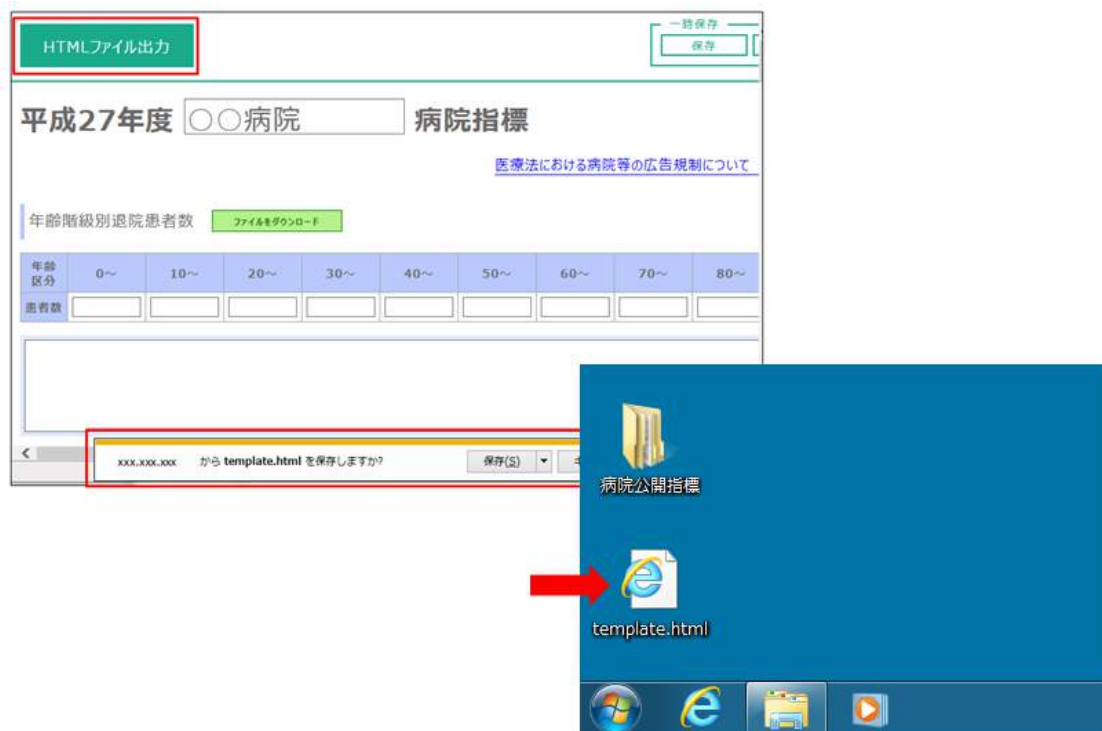 HTMLファイル出力
一時保存
保存
平成27年度 〇〇病院 病院指標
医療法における病院等の広告規制について
年齢階級別退院患者数 ファイルをダウンロード
年齢区分 0～ 10～ 20～ 30～ 40～ 50～ 60～ 70～ 80～
患者数
xxx.xxx.xxx から template.html を保存しますか?
保存(S)
病院公開指標
template.html